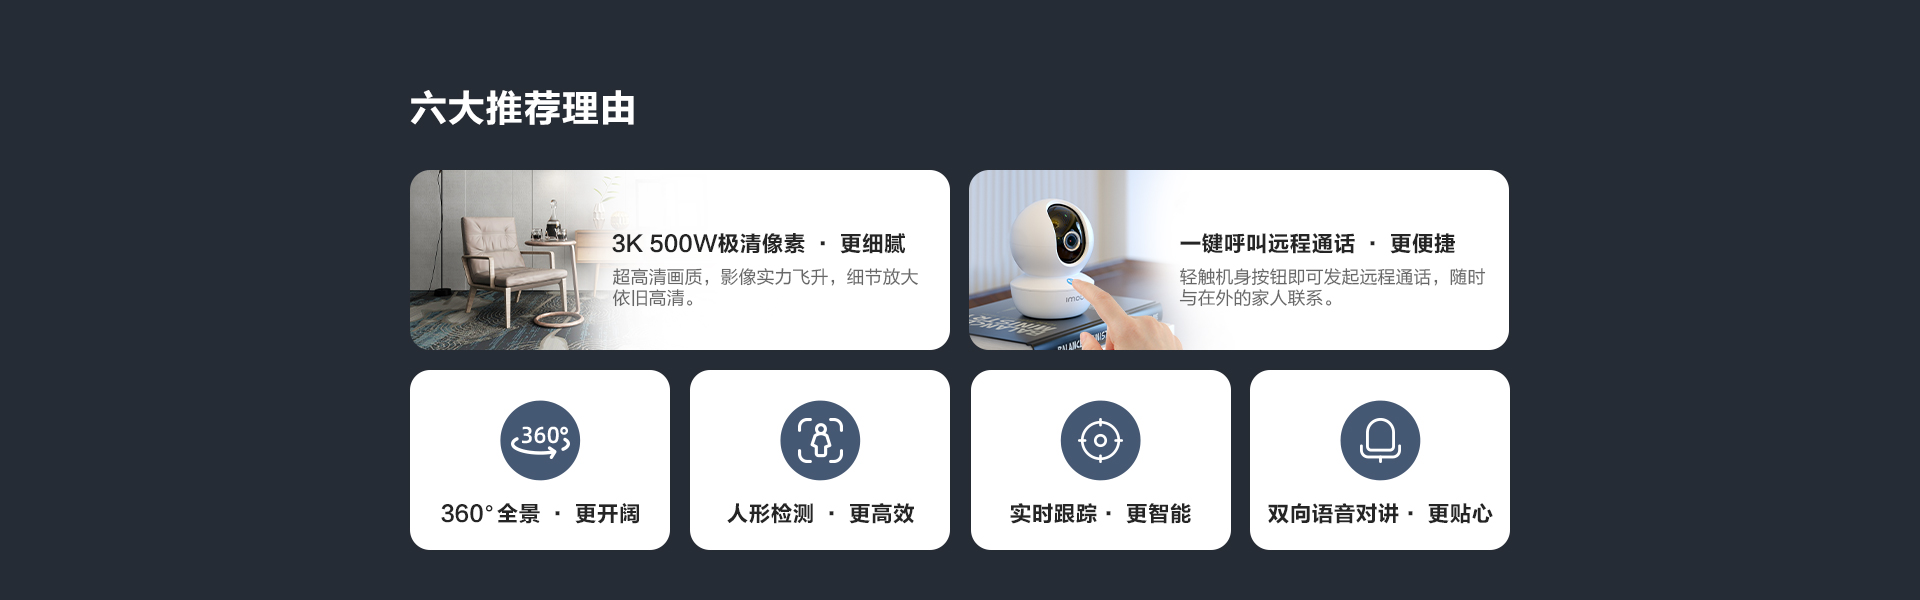 六大推荐理由
3K 500W极清像素 · 更细腻
超高清画质，影像实力飞升，细节放大
依旧高清。
一键呼叫远程通话 · 更便捷
轻触机身按钮即可发起远程通话，随时
与在外的家人联系。
360°
360°全景 · 更开阔
人形检测 · 更高效
实时跟踪 · 更智能
双向语音对讲 · 更贴心